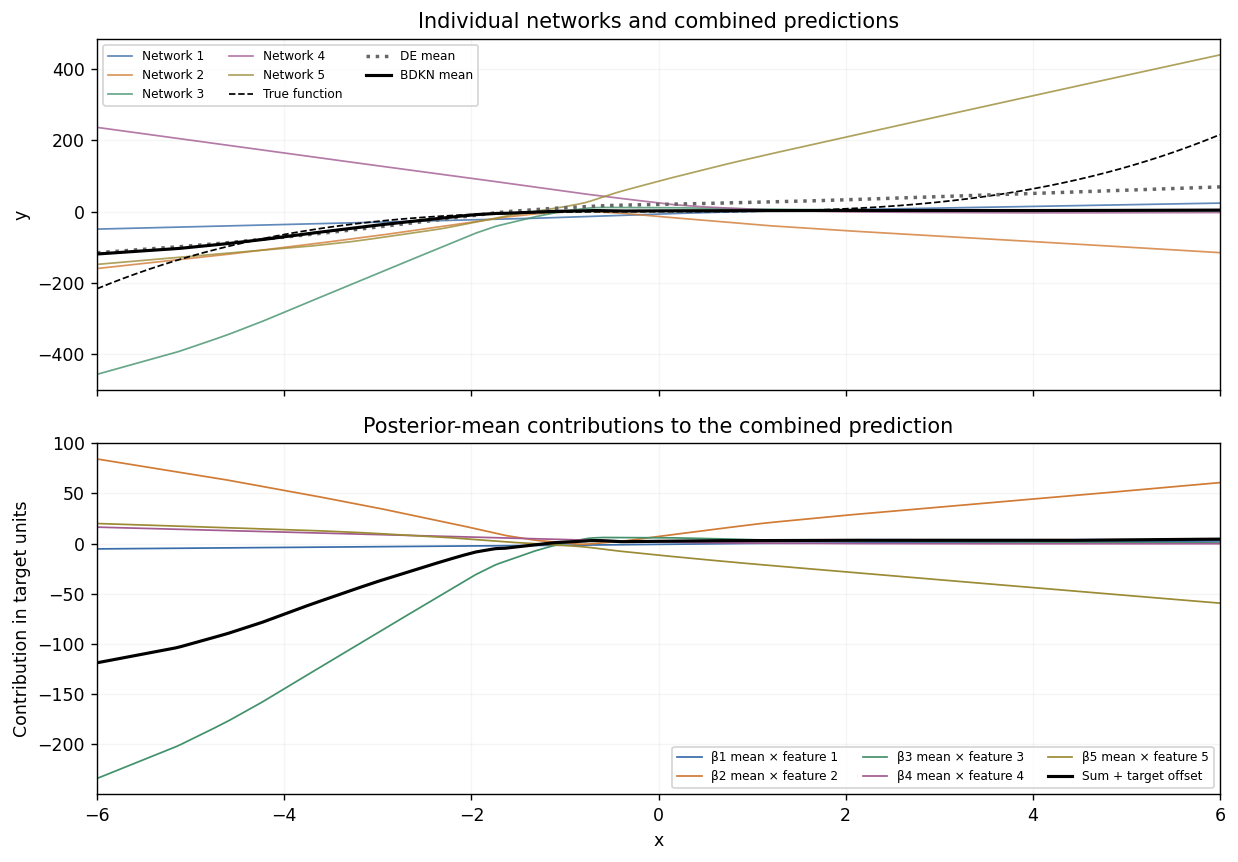 Individual networks and combined predictions
Network 1
Network 2
Network 3
Network 4
Network 5
True function
DE mean
BDKN mean
y
400
200
0
−200
−400
Posterior-mean contributions to the combined prediction
Contribution in target units
100
50
0
−50
−100
−150
−200
β1 mean × feature 1
β2 mean × feature 2
β3 mean × feature 3
β4 mean × feature 4
β5 mean × feature 5
Sum + target offset
−6
−4
−2
0
2
4
6
x